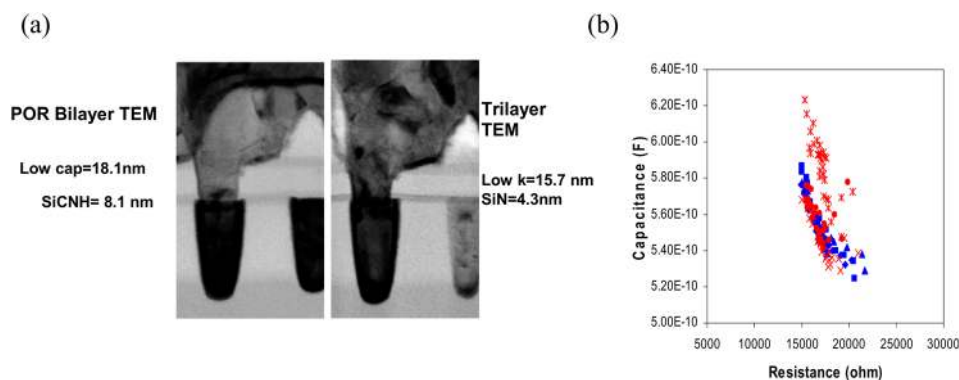 (a)
POR Bilayer TEM
Low cap=18.1nm
SiCNH= 8.1 nm
Trilayer
TEM
Low k=15.7 nm
SiN=4.3nm
(b)
Capacitance (F)
6.40E-10
6.20E-10
6.00E-10
5.80E-10
5.60E-10
5.40E-10
5.20E-10
5.00E-10
5000 10000 15000 20000 25000 30000
Resistance (ohm)